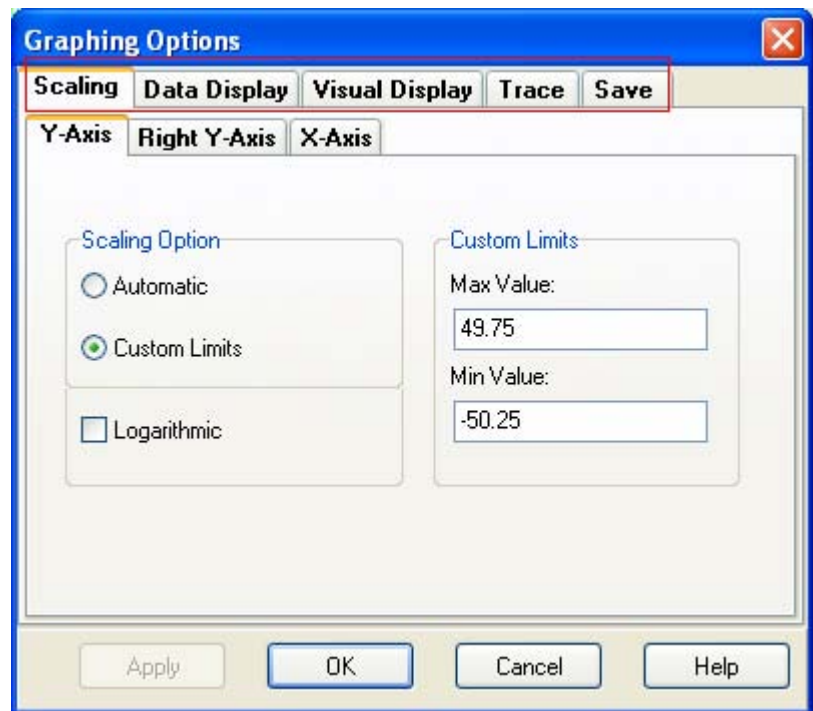 Graphing Options
Scaling Data Display Visual Display Trace Save
Y-Axis Right Y-Axis X-Axis
Scaling Option
Automatic
Custom Limits
Logarithmic
Custom Limits
Max Value:
49.75
Min Value:
-50.25
Apply OK Cancel Help